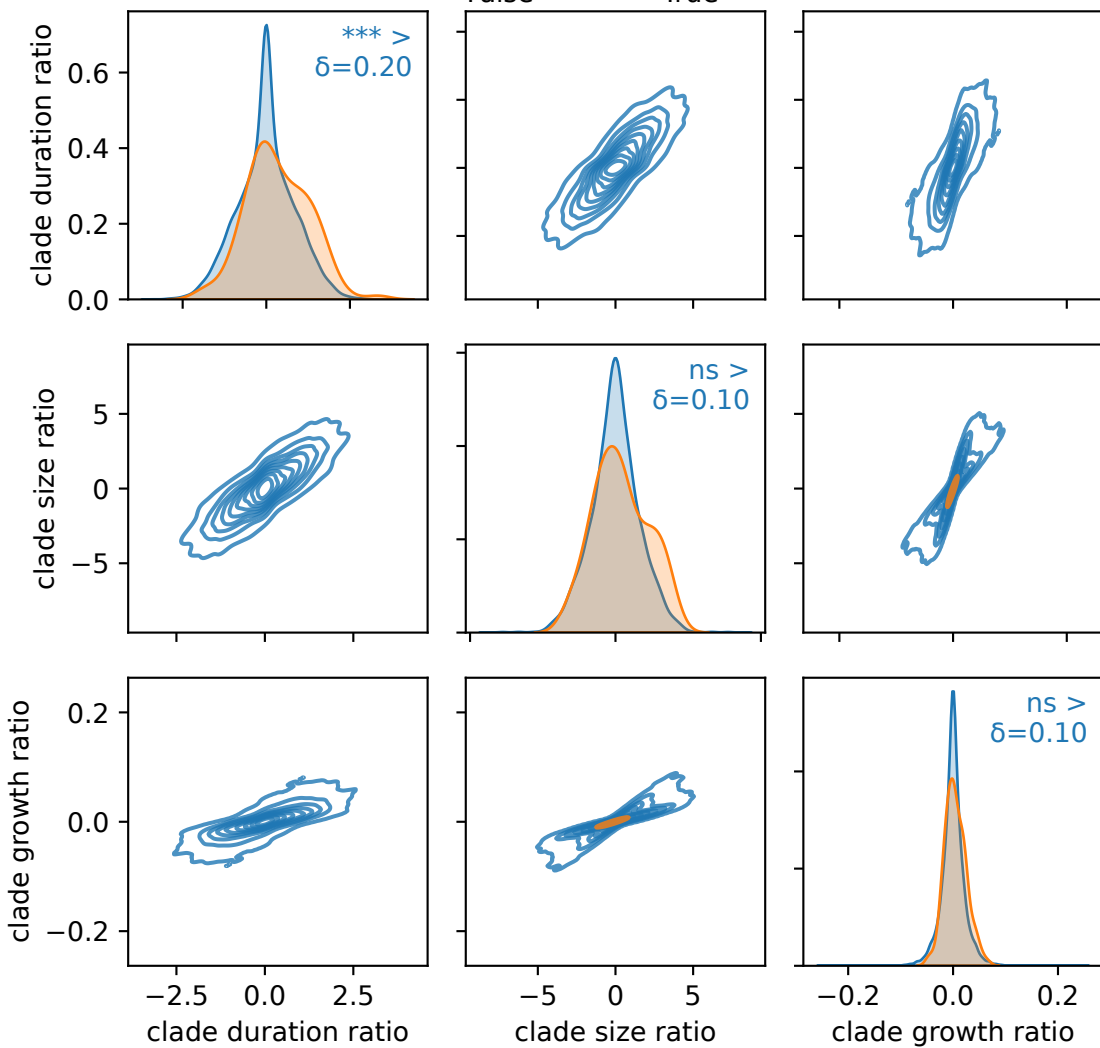 True
clade duration ratio
0.6
0.4
0.2
0.0
*** >
δ=0.20
clade size ratio
5
0
−5
ns >
δ=0.10
clade growth ratio
0.2
0.0
−0.2
ns >
δ=0.10
−2.5 0.0 2.5
−5 0 5
−0.2 0.0 0.2
clade duration ratio
clade size ratio
clade growth ratio